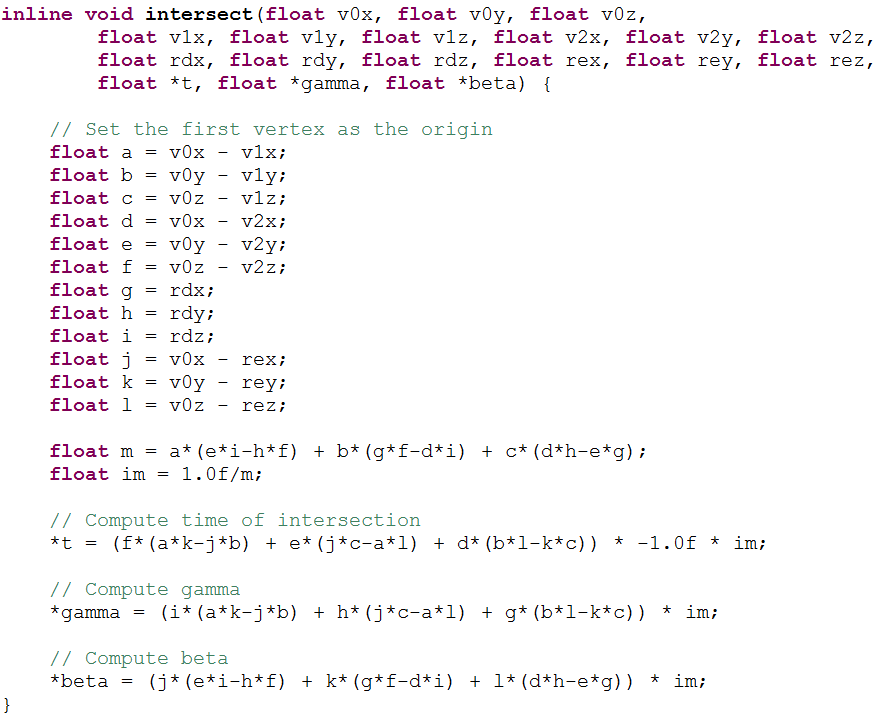 inline void intersect(float v0x, float v0y, float v0z,
        float v1x, float v1y, float v1z, float v2x, float v2y, float v2z,
        float rdx, float rdy, float rdz, float rex, float rey, float rez,
        float *t, float *gamma, float *beta) {

    // Set the first vertex as the origin
    float a = v0x - v1x;
    float b = v0y - v1y;
    float c = v0z - v1z;
    float d = v0x - v2x;
    float e = v0y - v2y;
    float f = v0z - v2z;
    float g = rdx;
    float h = rdy;
    float i = rdz;
    float j = v0x - rex;
    float k = v0y - rey;
    float l = v0z - rez;

    float m = a*(e*i-h*f) + b*(g*f-d*i) + c*(d*h-e*g);
    float im = 1.0f/m;

    // Compute time of intersection
    *t = (f*(a*k-j*b) + e*(j*c-a*l) + d*(b*l-k*c)) * -1.0f * im;

    // Compute gamma
    *gamma = (i*(a*k-j*b) + h*(j*c-a*l) + g*(b*l-k*c)) * im;

    // Compute beta
    *beta = (j*(e*i-h*f) + k*(g*f-d*i) + l*(d*h-e*g)) * im;
}